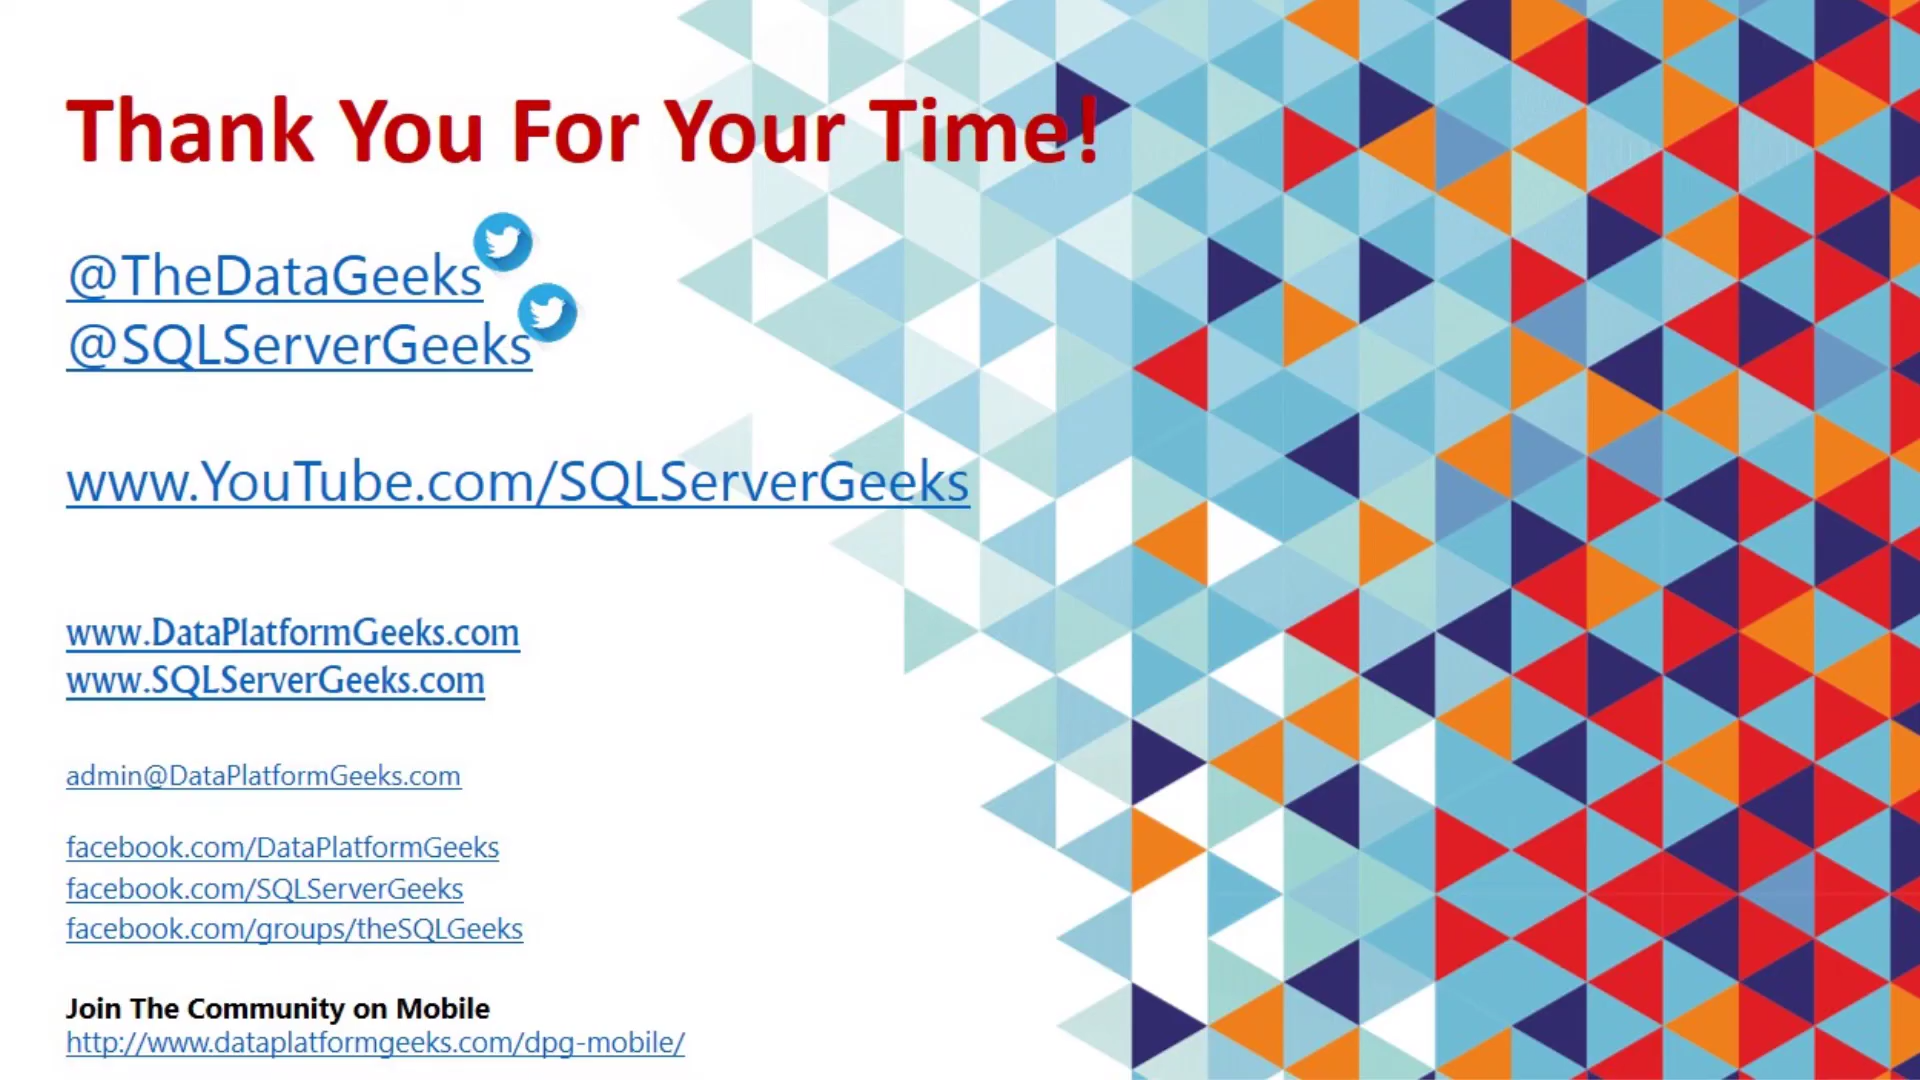 Thank You For Your Time!
@TheDataGeeks
@SQLServerGeeks
www.YouTube.com/SQLServerGeeks
www.DataPlatformGeeks.com
www.SQLServerGeeks.com
admin@DataPlatformGeeks.com
facebook.com/DataPlatformGeeks
facebook.com/SQLServerGeeks
facebook.com/groups/theSQLGeeks
Join The Community on Mobile
http://www.dataplatformgeeks.com/dpg-mobile/